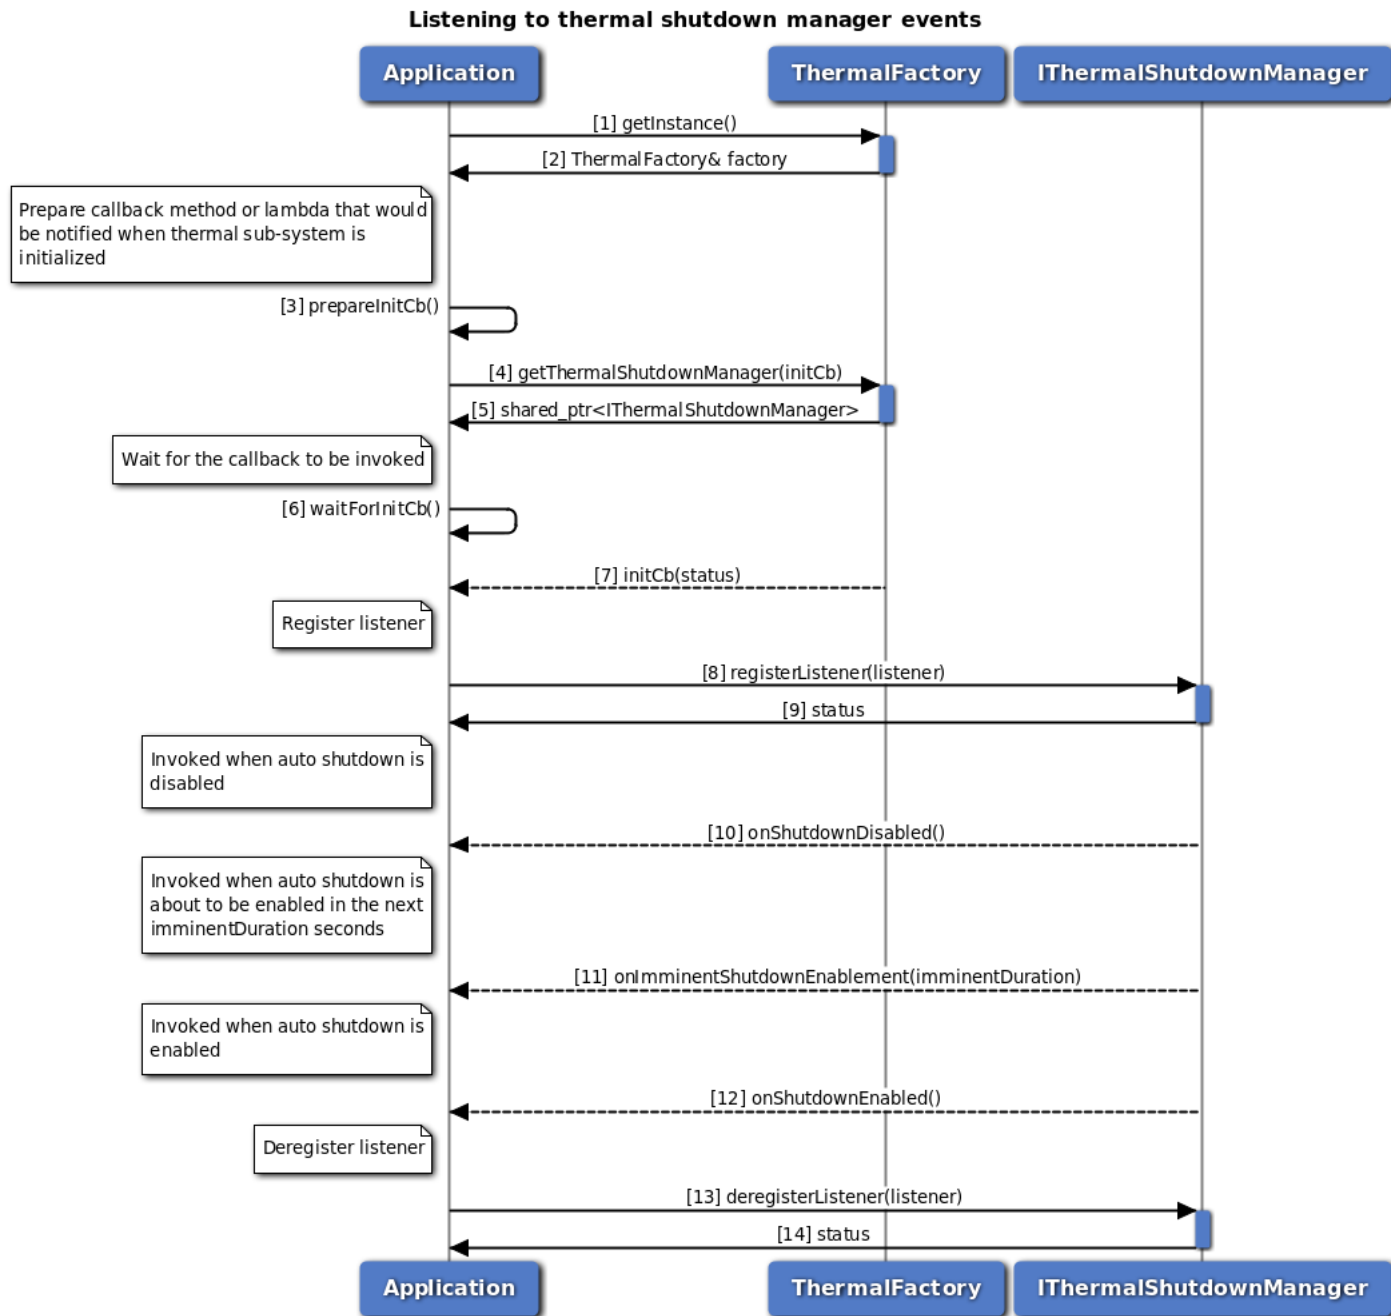 Listening to thermal shutdown manager events
Application
ThermalFactory
IThermalShutdownManager
[1] getInstance()
[2] ThermalFactory& factory
Prepare callback method or lambda that would
be notified when thermal sub-system is
initialized
[3] prepareInitCb()
[4] getThermalShutdownManager(initCb)
[5] shared_ptr<IThermalShutdownManager>
Wait for the callback to be invoked
[6] waitForInitCb()
[7] initCb(status)
Register listener
[8] registerListener(listener)
[9] status
Invoked when auto shutdown is
disabled
[10] onShutdownDisabled()
Invoked when auto shutdown is
about to be enabled in the next
imminentDuration seconds
[11] onImminentShutdownEnablement(imminentDuration)
Invoked when auto shutdown is
enabled
[12] onShutdownEnabled()
Deregister listener
[13] deregisterListener(listener)
[14] status
Application
ThermalFactory
IThermalShutdownManager